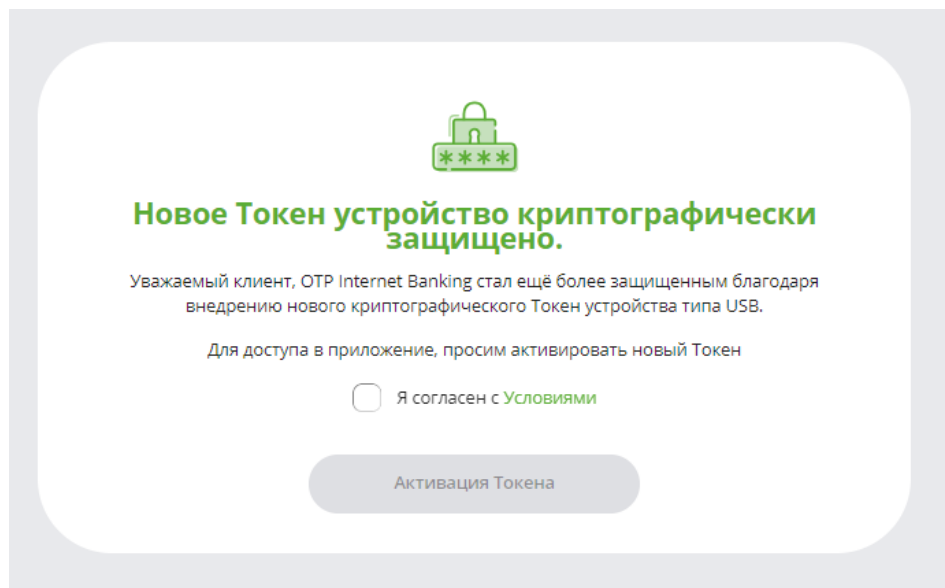 ****
Новое Токен устройство криптографически
защищено.
Уважаемый клиент, OTP Internet Banking стал ещё более защищенным благодаря
внедрению нового криптографического Токен устройства типа USB.
Для доступа в приложение, просим активировать новый Токен
Я согласен с Условиями
Активация Токена